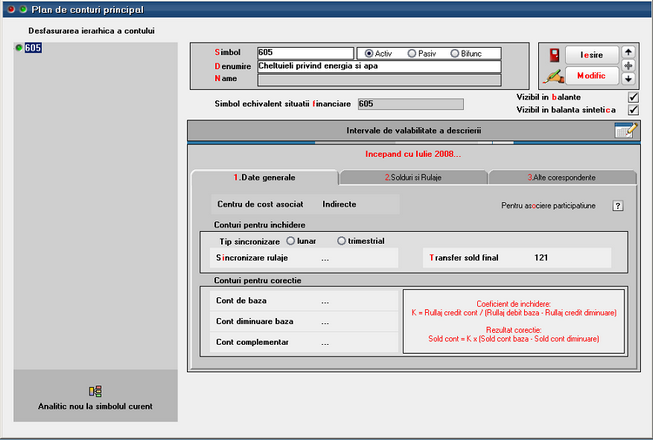 Plan de conturi principal
Desfasurarea ierarhica a contului
605
Simbol 605 Activ Pasiv Bifunc
Denumire Cheltuieli privind energia si apa
Name
Iesire
Modific
Simbol echivalent situatii financiare 605
Vizibil in balante
Vizibil in balanta sintetica
Intervale de valabilitate a descrierii
Incepand cu Iulie 2008...
1.Date generale 2.Solduri si Rulaje 3.Alte corespondente
Centru de cost asociat Indirecte Pentru asociere participatiune ?
Conturi pentru inchidere
Tip sincronizare lunar trimestrial
Sincronizare rulaje ... Transfer sold final 121
Conturi pentru corectie
Cont de baza ...
Cont diminuare baza ...
Cont complementar ...
Coeficient de inchidere:
K = Rullaj credit cont / (Rullaj debit baza - Rullaj credit diminuare)
Rezultat corectie:
Sold cont = K x (Sold cont baza - Sold cont diminuare)
Analitic nou la simbolul curent